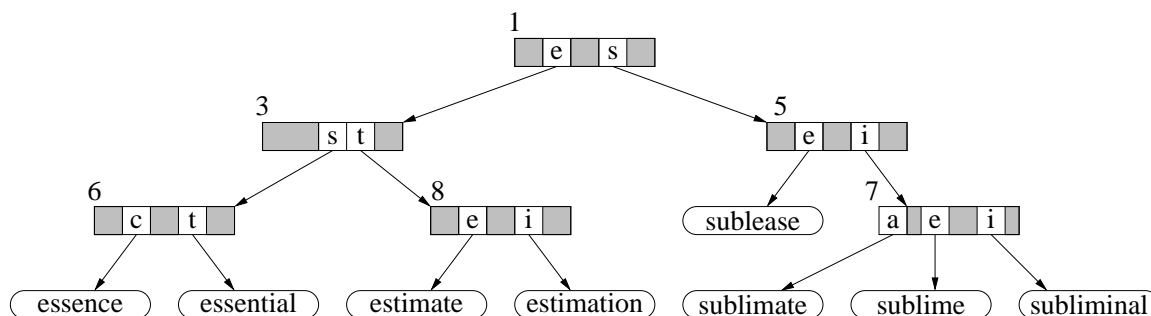 1
e s
3
s t
5
e i
6
c t
8
e i
sublease
7
a e i
essence essential estimate estimation sublimate sublime subliminal